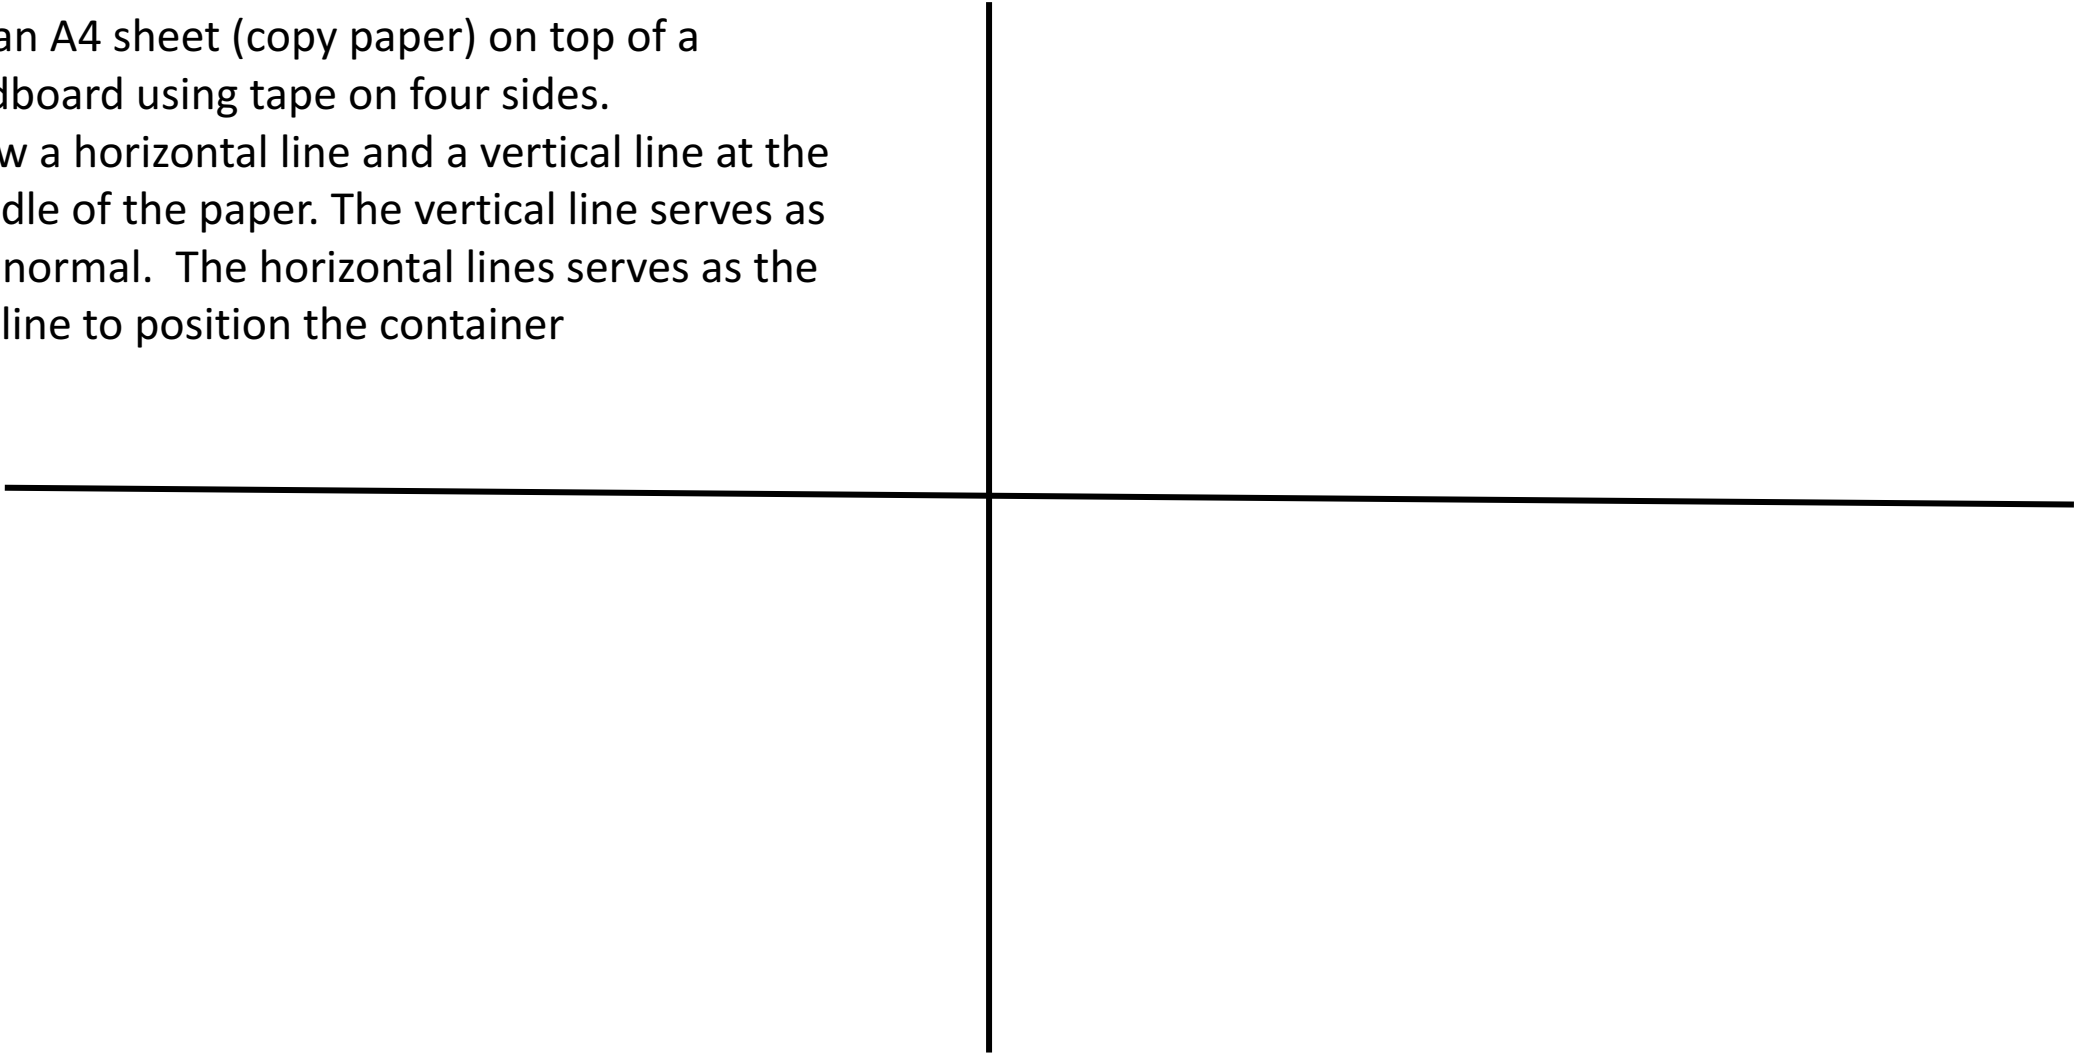 an A4 sheet (copy paper) on top of a
dboard using tape on four sides.
w a horizontal line and a vertical line at the
dle of the paper. The vertical line serves as
normal.  The horizontal lines serves as the
line to position the container